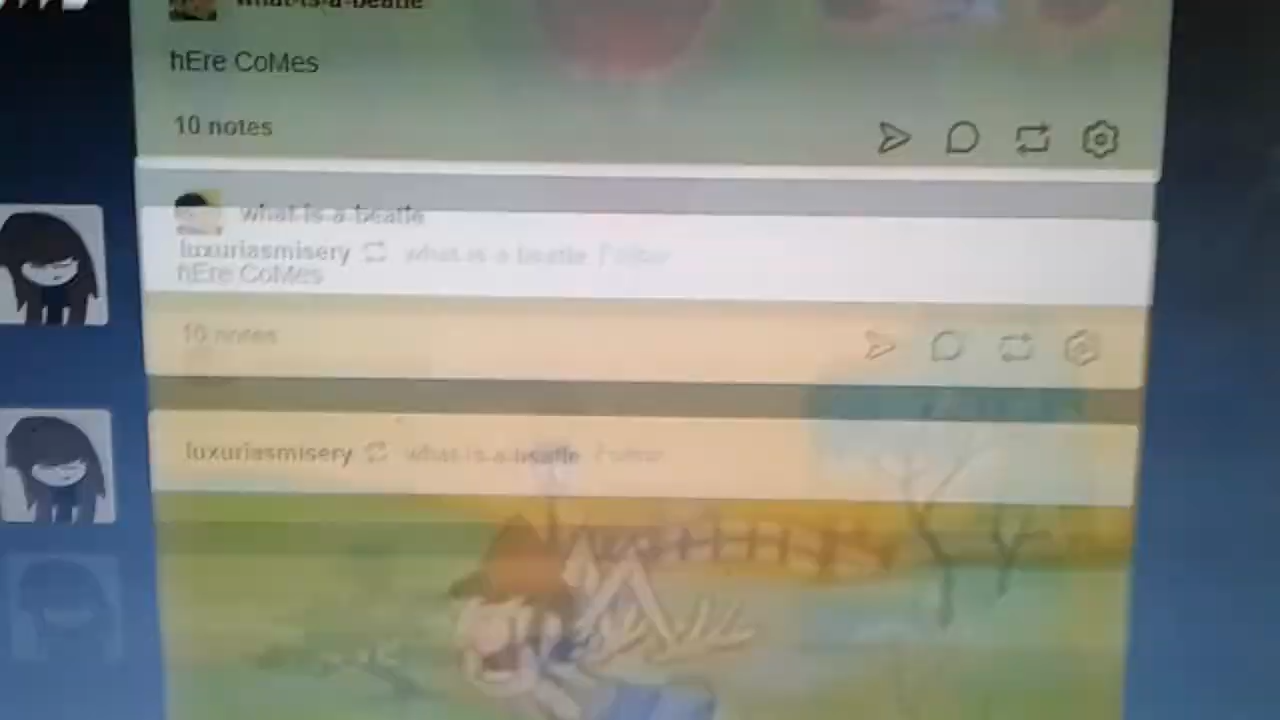 what-is-a-beatle
hEre CoMes
10 notes
what is a beatle
luxuriasmisery what is a beatle Follow
hEre CoMes
10 notes
luxuriasmisery what is a beatle Follow